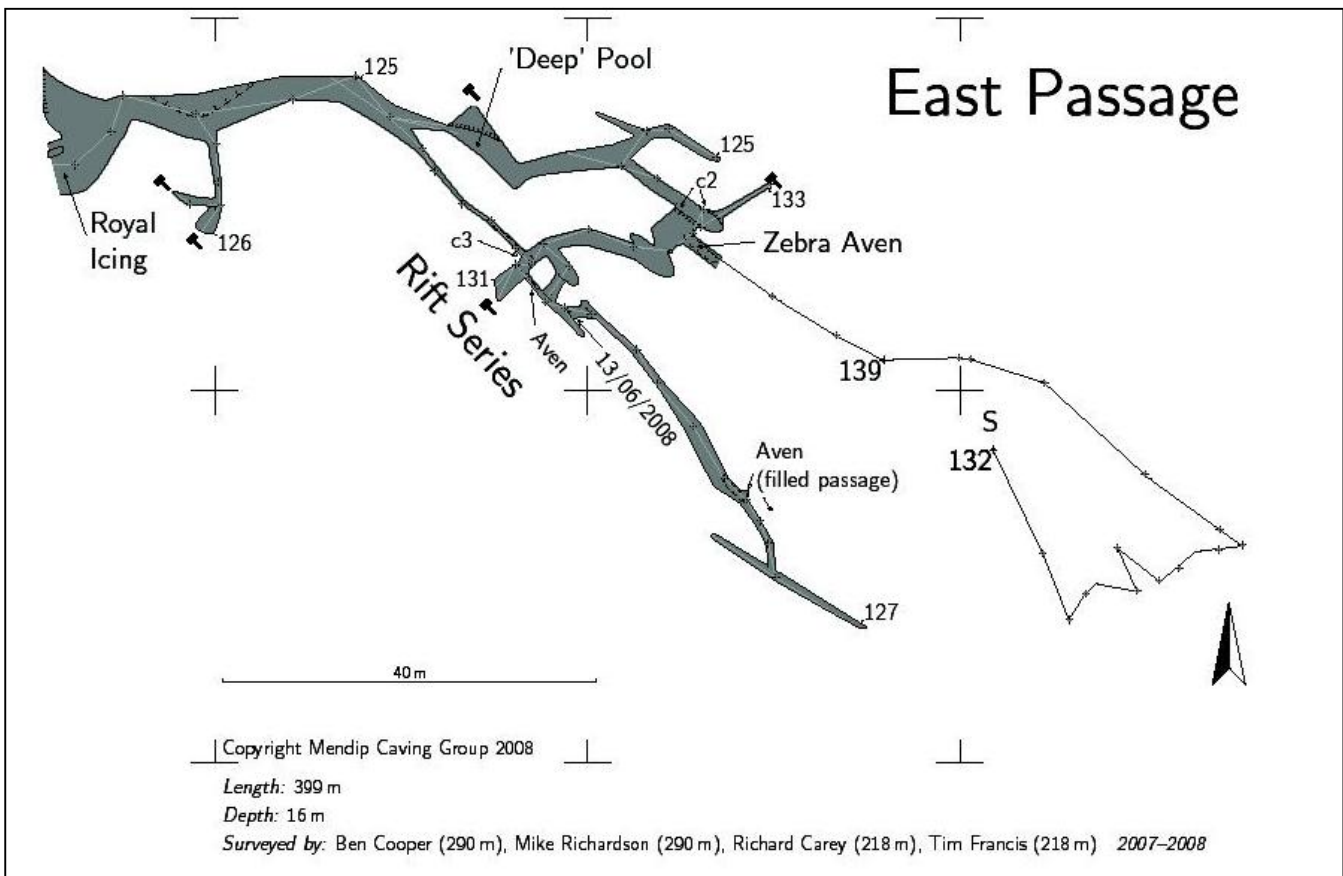 East Passage
'Deep' Pool
125
125
c2
133
Zebra Aven
Royal
Icing
126
c3
131
Rift Series
Aven
13/06/2008
139
S
132
Aven
(filled passage)
127
40 m
Copyright Mendip Caving Group 2008
Length: 399 m
Depth: 16 m
Surveyed by: Ben Cooper (290 m), Mike Richardson (290 m), Richard Carey (218 m), Tim Francis (218 m) 2007–2008